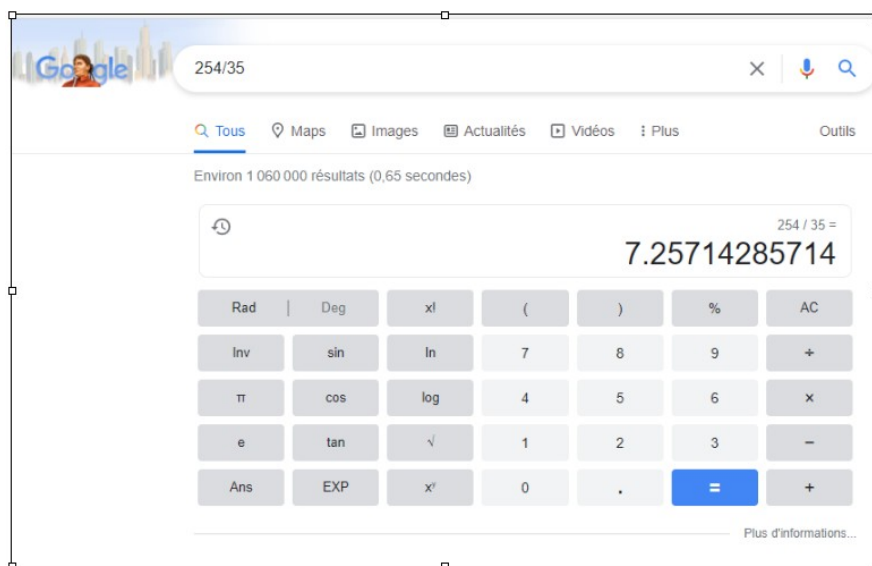 Google
254/35
Tous Maps Images Actualités Vidéos Plus Outils
Environ 1 060 000 résultats (0,65 secondes)
254 / 35 =
7.25714285714
Rad | Deg x! ( ) % AC
Inv sin ln 7 8 9 ÷
π cos log 4 5 6 ×
e tan √ 1 2 3 −
Ans EXP xʸ 0 . = +
Plus d'informations...